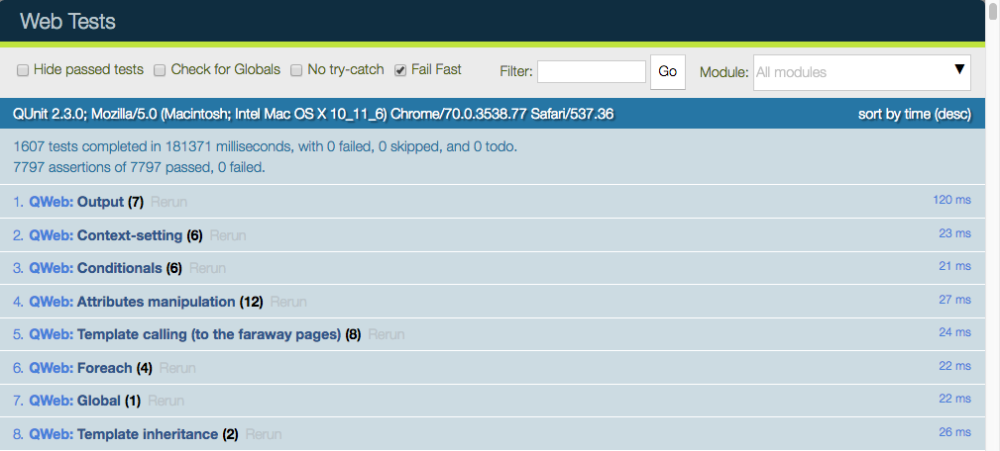 Web Tests
Hide passed tests Check for Globals No try-catch Fail Fast Filter: Go Module: All modules ▼
QUnit 2.3.0; Mozilla/5.0 (Macintosh; Intel Mac OS X 10_11_6) Chrome/70.0.3538.77 Safari/537.36 sort by time (desc)
1607 tests completed in 181371 milliseconds, with 0 failed, 0 skipped, and 0 todo.
7797 assertions of 7797 passed, 0 failed.
1. QWeb: Output (7) Rerun 120 ms
2. QWeb: Context-setting (6) Rerun 23 ms
3. QWeb: Conditionals (6) Rerun 21 ms
4. QWeb: Attributes manipulation (12) Rerun 27 ms
5. QWeb: Template calling (to the faraway pages) (8) Rerun 24 ms
6. QWeb: Foreach (4) Rerun 22 ms
7. QWeb: Global (1) Rerun 22 ms
8. QWeb: Template inheritance (2) Rerun 26 ms